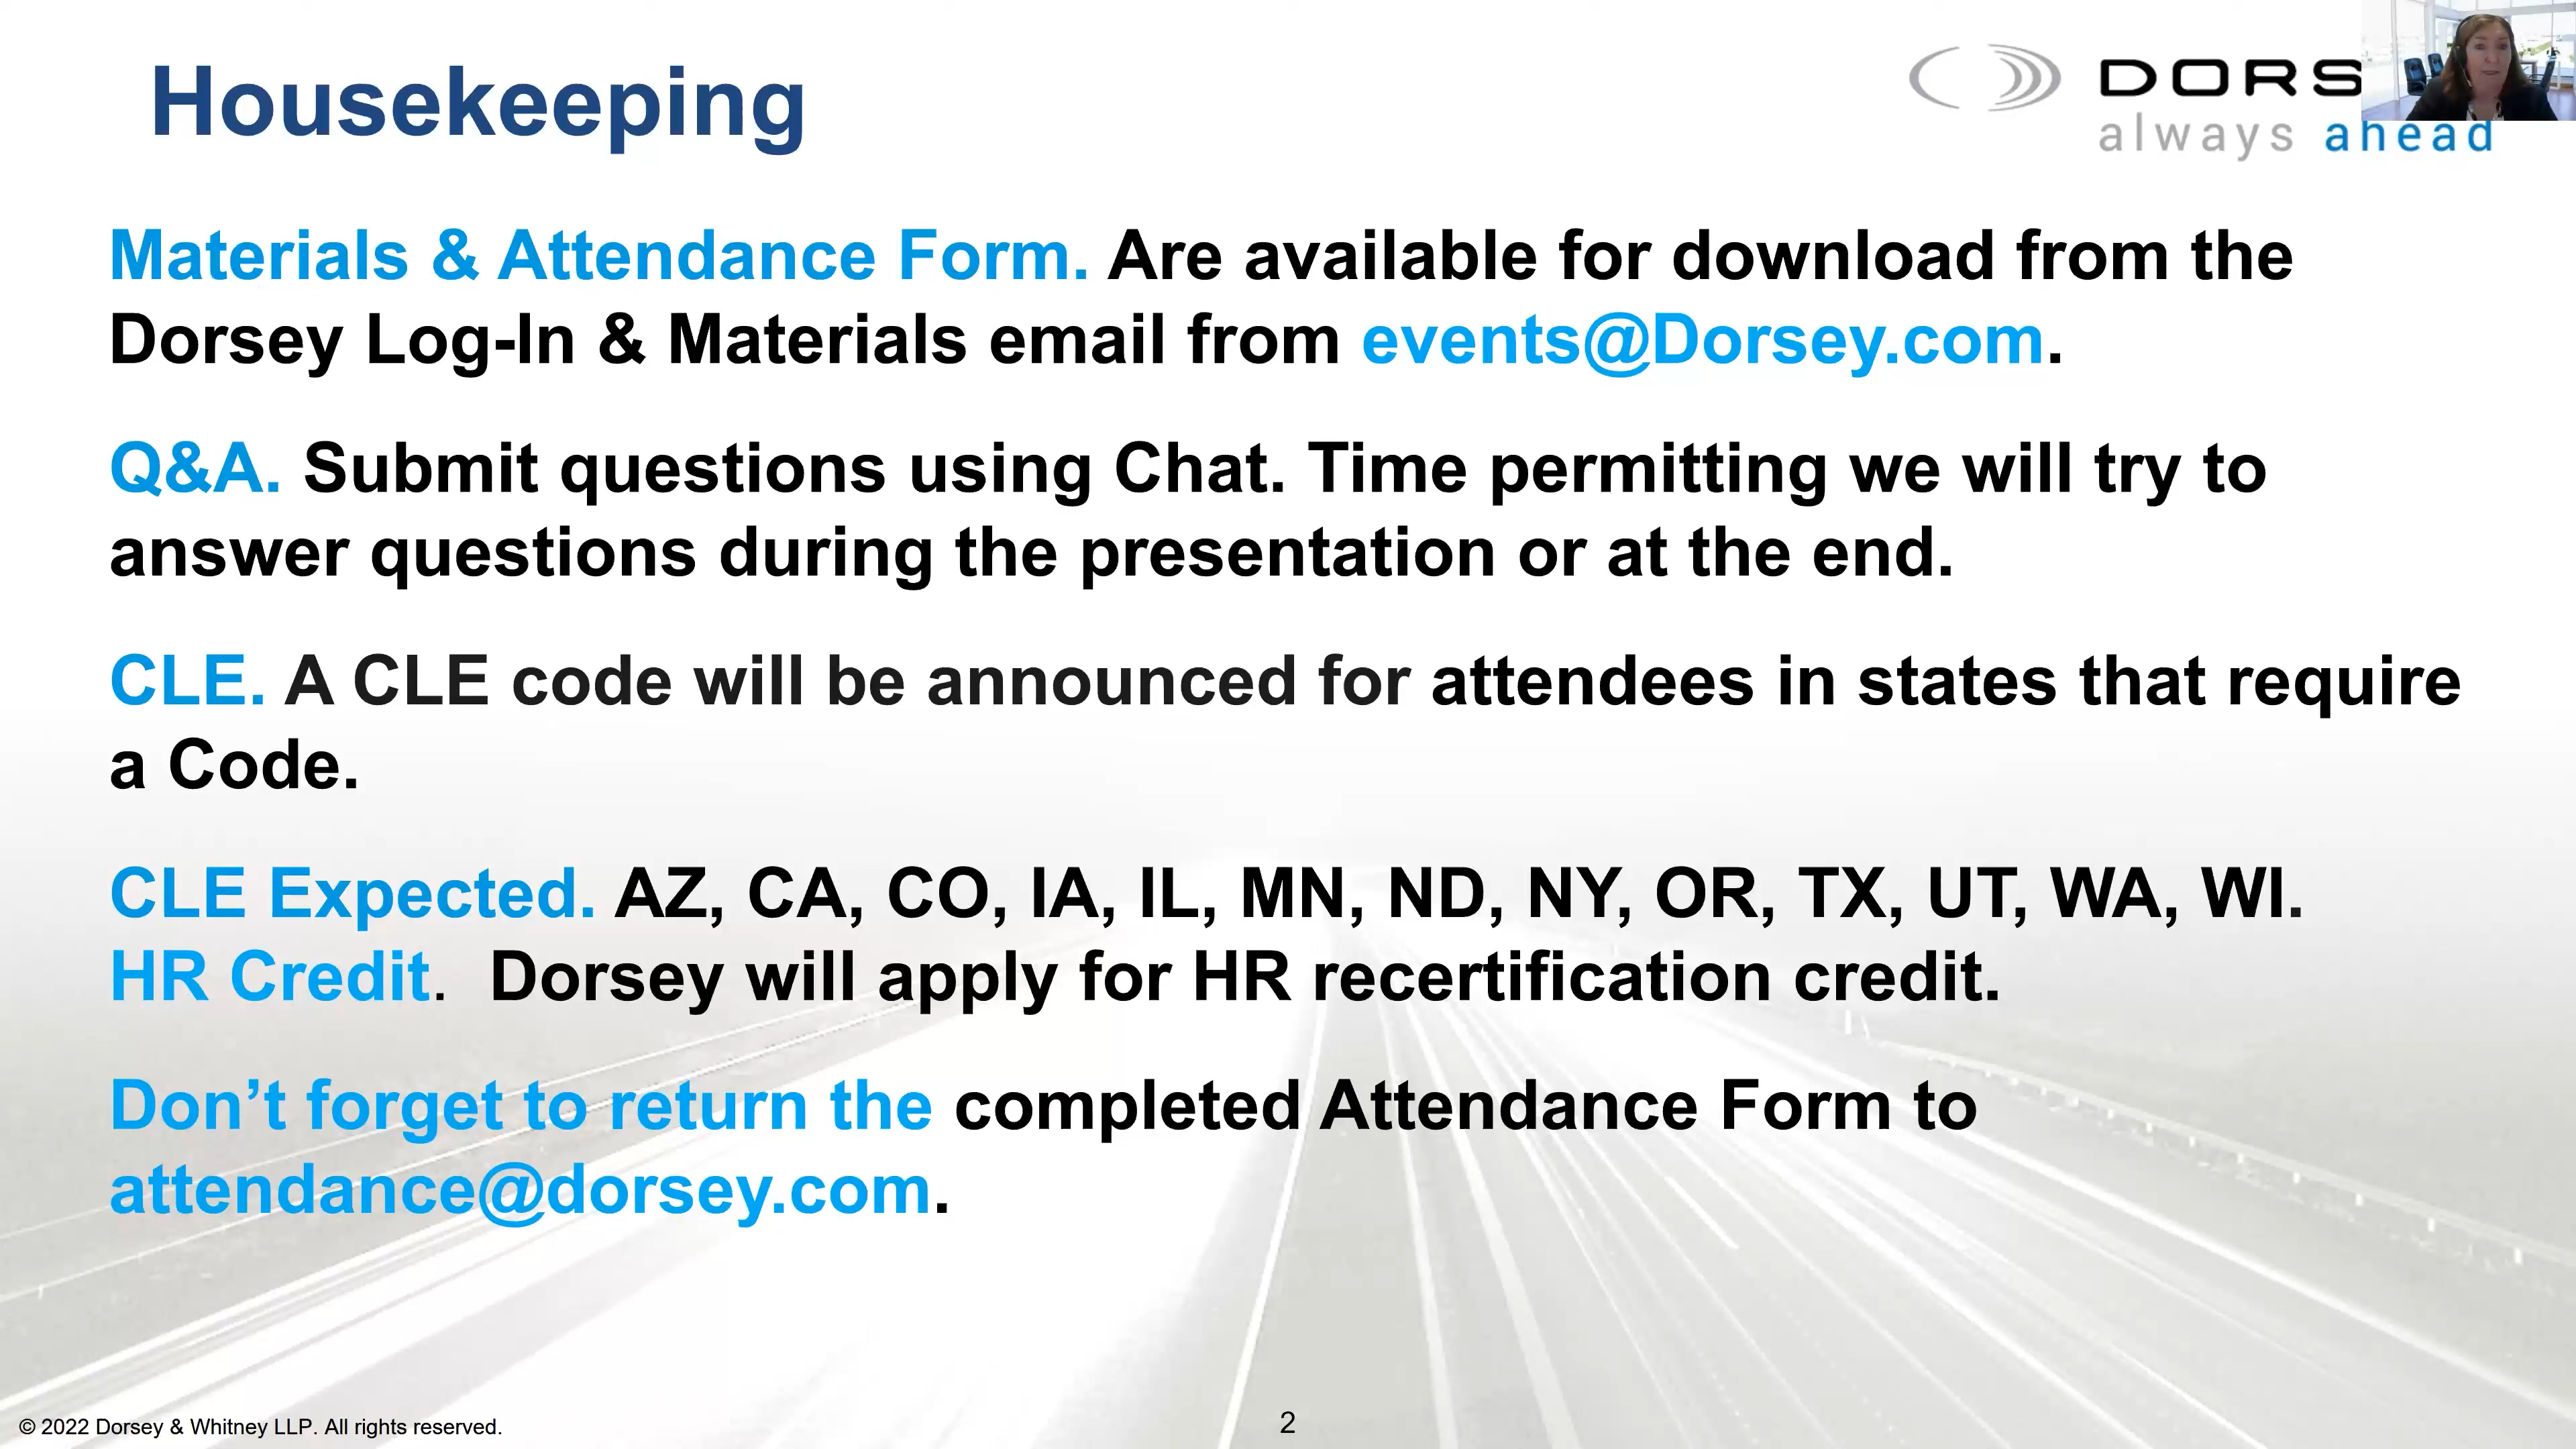 Housekeeping
DORS
always ahead
Materials & Attendance Form. Are available for download from the
Dorsey Log-In & Materials email from events@Dorsey.com.
Q&A. Submit questions using Chat. Time permitting we will try to
answer questions during the presentation or at the end.
CLE. A CLE code will be announced for attendees in states that require
a Code.
CLE Expected. AZ, CA, CO, IA, IL, MN, ND, NY, OR, TX, UT, WA, WI.
HR Credit. Dorsey will apply for HR recertification credit.
Don’t forget to return the completed Attendance Form to
attendance@dorsey.com.
© 2022 Dorsey & Whitney LLP. All rights reserved.
2